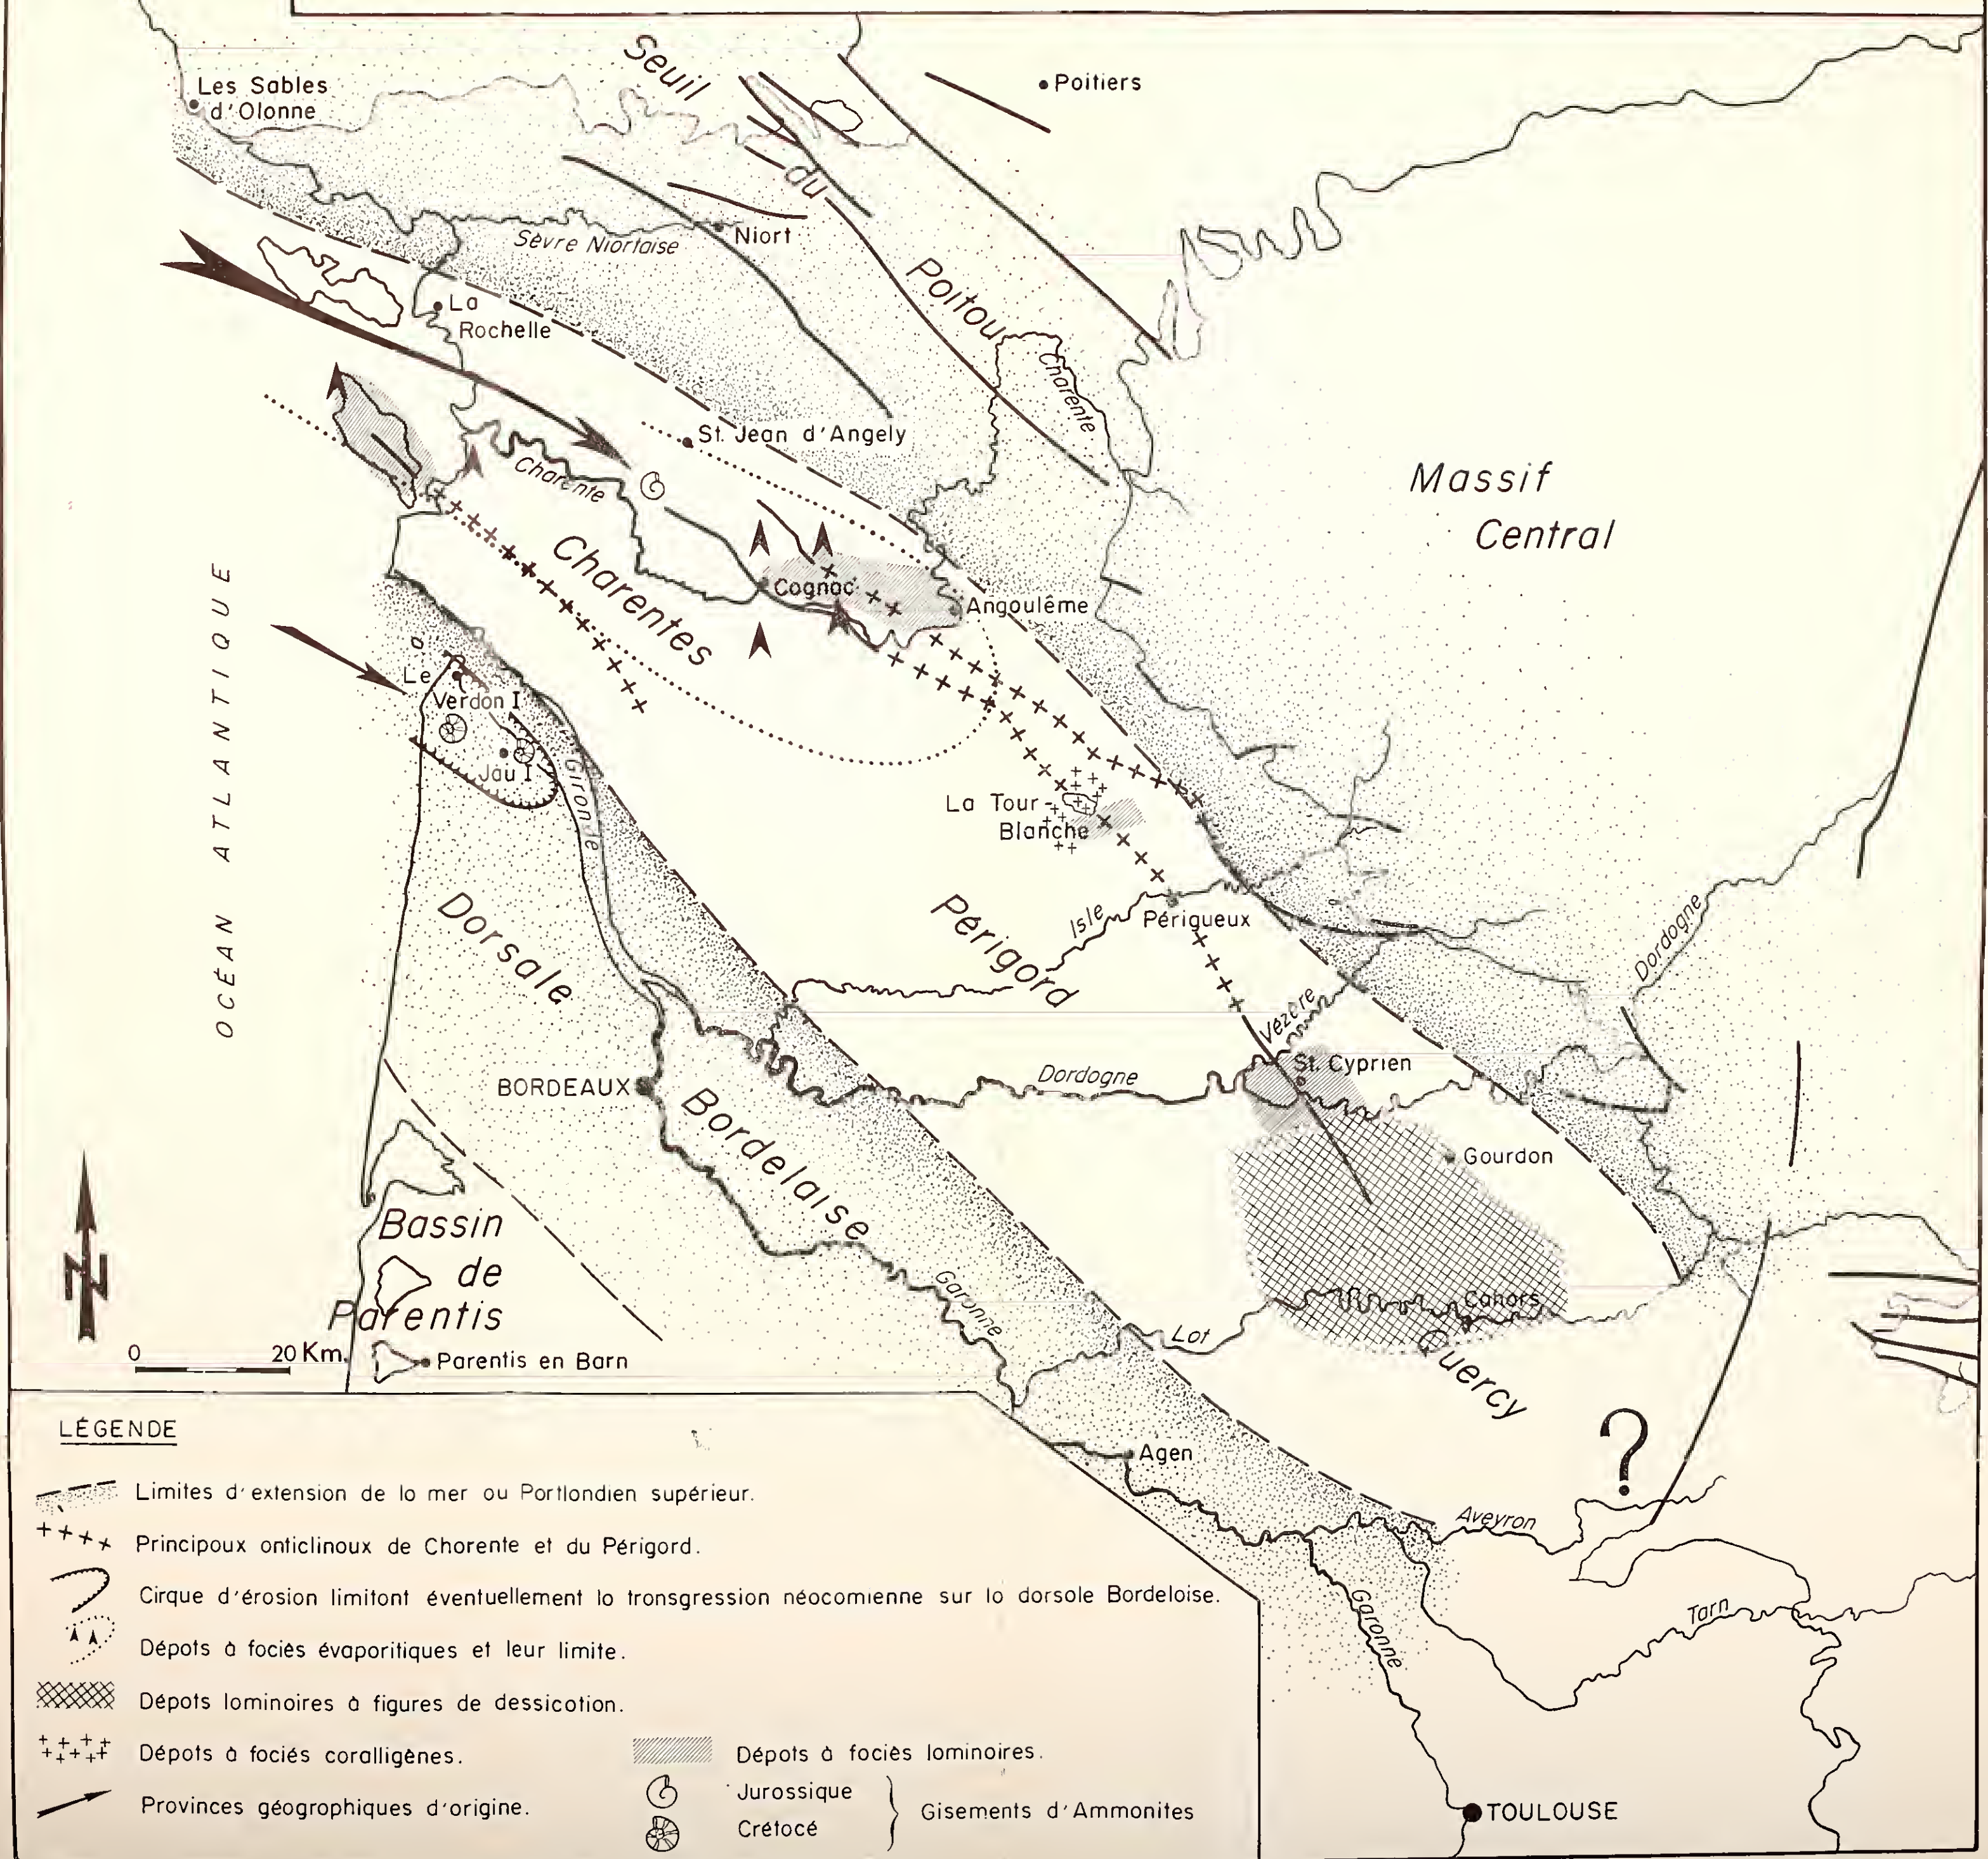 Seuil
du
Poitou
Poitiers
Les Sables
d'Olonne
Sèvre Niortaise
Niort
La
Rochelle
Charente
St. Jean d'Angely
Charente
Massif
Central
Charentes
Cognac
Angoulême
OCÉAN ATLANTIQUE
Le
Verdon I
Jau I
Gironde
La Tour-
Blanche
Dorsale
Bordelaise
Périgord
Isle
Périgueux
Dordogne
Vézère
St. Cyprien
Dordogne
BORDEAUX
Gourdon
Bassin
de
Parentis
Garonne
Cahors
Lot
Quercy
N
0 20 Km.
Parentis en Barn
?
Agen
Aveyron
Garonne
Tarn
TOULOUSE
LÉGENDE
Limites d'extension de la mer au Portlandien supérieur.
Principaux anticlinaux de Charente et du Périgord.
Cirque d'érosion limitant éventuellement la transgression néocomienne sur la dorsale Bordelaise.
Dépots à faciès évaporitiques et leur limite.
Dépots laminaires à figures de dessication.
Dépots à faciés coralligènes.
Dépots à faciès laminaires.
Provinces géographiques d'origine.
Jurassique
Crétacé
Gisements d'Ammonites